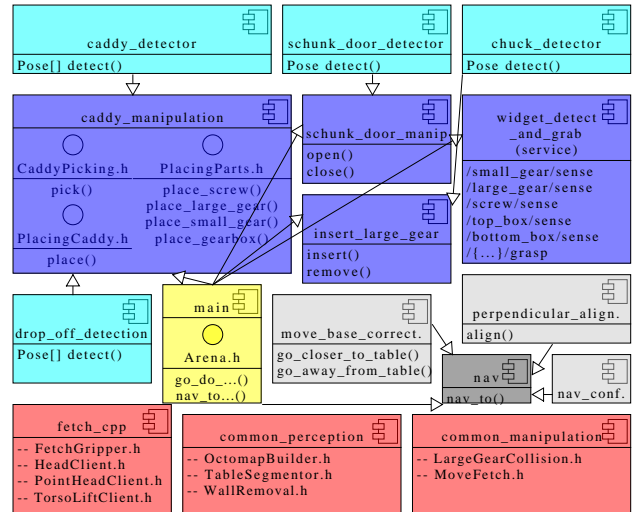 caddy_detector
Pose[] detect()
schunk_door_detector
Pose detect()
chuck_detector
Pose detect()
caddy_manipulation
CaddyPicking.h
pick()
PlacingCaddy.h
place()
PlacingParts.h
place_screw()
place_large_gear()
place_small_gear()
place_gearbox()
schunk_door_manip.
open()
close()
widget_detect
_and_grab
(service)
/small_gear/sense
/large_gear/sense
/screw/sense
/top_box/sense
/bottom_box/sense
/{...}/grasp
insert_large_gear
insert()
remove()
drop_off_detection
Pose[] detect()
main
Arena.h
go_do_...()
nav_to...()
move_base_correct.
go_closer_to_table()
go_away_from_table()
perpendicular_align.
align()
nav
nav_to()
nav_conf.
fetch_cpp
-- FetchGripper.h
-- HeadClient.h
-- PointHeadClient.h
-- TorsoLiftClient.h
common_perception
-- OctomapBuilder.h
-- TableSegmentor.h
-- WallRemoval.h
common_manipulation
-- LargeGearCollision.h
-- MoveFetch.h